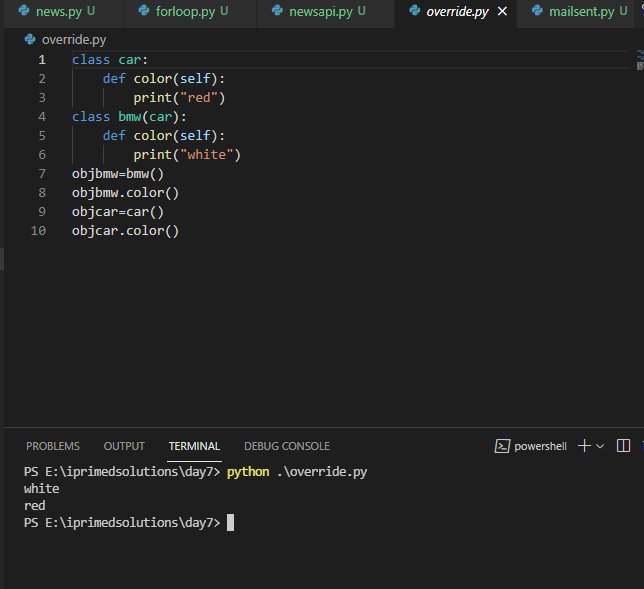 news.py U forloop.py U newsapi.py U override.py × mailsent.py U
override.py
1 class car:
2     def color(self):
3         print("red")
4 class bmw(car):
5     def color(self):
6         print("white")
7 objbmw=bmw()
8 objbmw.color()
9 objcar=car()
10 objcar.color()
PROBLEMS OUTPUT TERMINAL DEBUG CONSOLE powershell
PS E:\iprimedsolutions\day7> python .\override.py
white
red
PS E:\iprimedsolutions\day7>